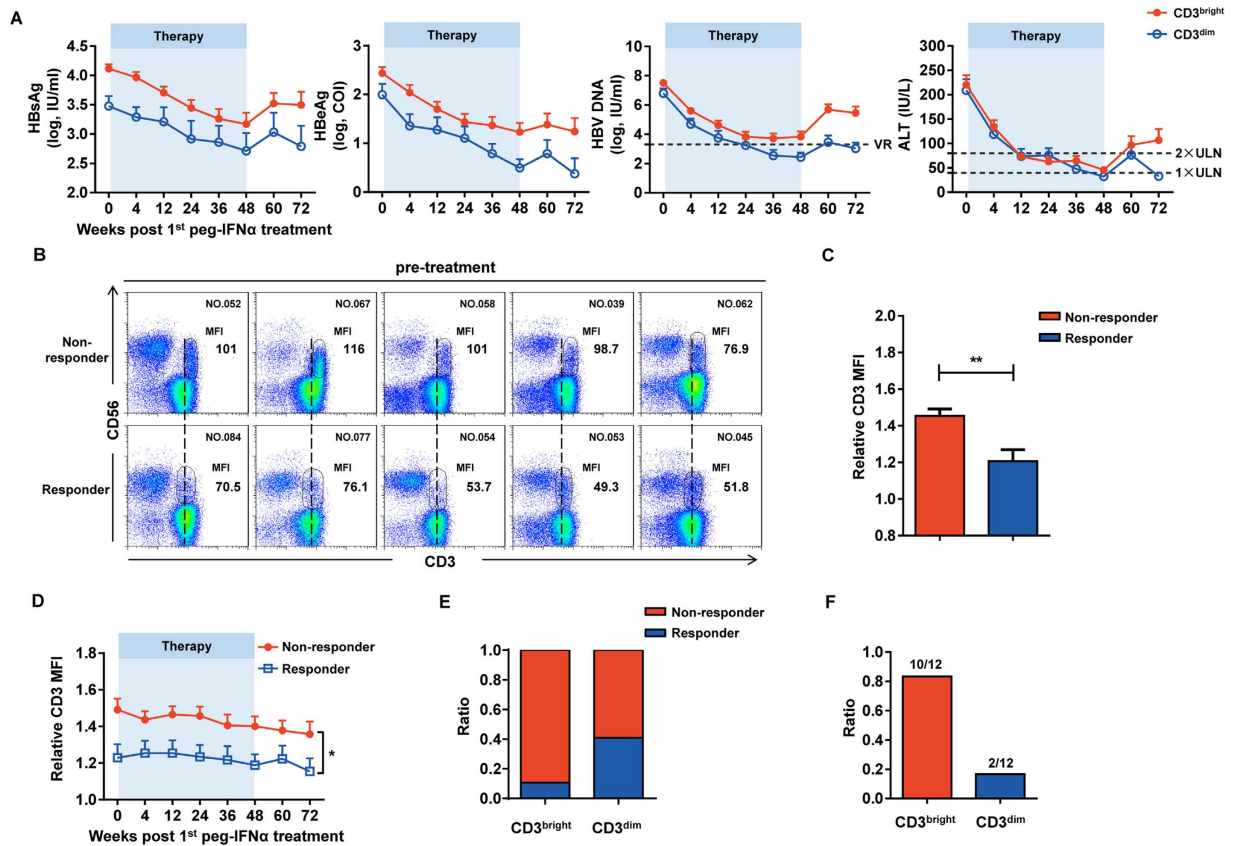 A
CD3bright
CD3dim
Therapy
HBsAg
(log, IU/ml)
4.5
4.0
3.5
3.0
2.5
2.0
0 4 12 24 36 48 60 72
Weeks post 1st peg-IFNα treatment
Therapy
HBeAg
(log, COI)
3
2
1
0
0 4 12 24 36 48 60 72
Therapy
HBV DNA
(log, IU/ml)
10
8
6
4
2
0
VR
0 4 12 24 36 48 60 72
Therapy
ALT (IU/L)
300
250
200
150
100
50
0
2×ULN
1×ULN
0 4 12 24 36 48 60 72
B
pre-treatment
CD56
Non-
responder
NO.052
MFI
101
NO.067
MFI
116
NO.058
MFI
101
NO.039
MFI
98.7
NO.062
MFI
76.9
Responder
NO.084
MFI
70.5
NO.077
MFI
76.1
NO.054
MFI
53.7
NO.053
MFI
49.3
NO.045
MFI
51.8
CD3
C
Non-responder
Responder
Relative CD3 MFI
2.0
1.8
1.6
1.4
1.2
1.0
0.8
**
D
Therapy
Non-responder
Responder
Relative CD3 MFI
1.8
1.6
1.4
1.2
1.0
*
0 4 12 24 36 48 60 72
Weeks post 1st peg-IFNα treatment
E
Non-responder
Responder
Ratio
1.0
0.8
0.6
0.4
0.2
0.0
CD3bright CD3dim
F
Ratio
1.0
0.8
0.6
0.4
0.2
0.0
10/12
2/12
CD3bright CD3dim